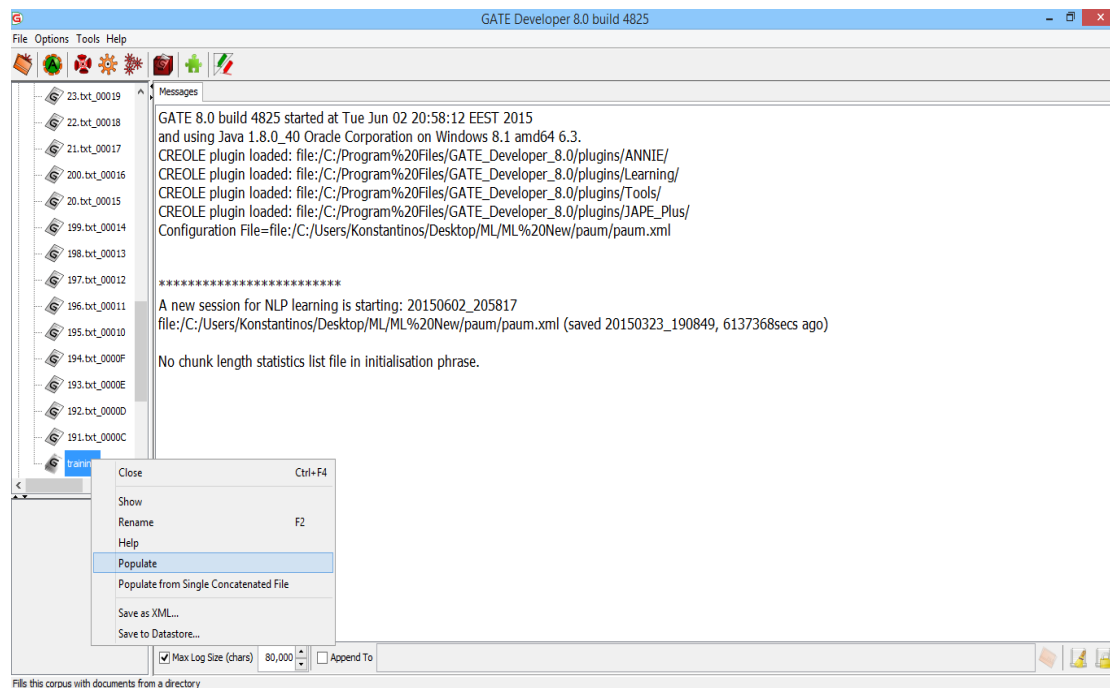 GATE Developer 8.0 build 4825
File Options Tools Help
23.txt_00019
22.txt_00018
21.txt_00017
200.txt_00016
20.txt_00015
199.txt_00014
198.txt_00013
197.txt_00012
196.txt_00011
195.txt_00010
194.txt_0000F
193.txt_0000E
192.txt_0000D
191.txt_0000C
trainin
Messages
GATE 8.0 build 4825 started at Tue Jun 02 20:58:12 EEST 2015
and using Java 1.8.0_40 Oracle Corporation on Windows 8.1 amd64 6.3.
CREOLE plugin loaded: file:/C:/Program%20Files/GATE_Developer_8.0/plugins/ANNIE/
CREOLE plugin loaded: file:/C:/Program%20Files/GATE_Developer_8.0/plugins/Learning/
CREOLE plugin loaded: file:/C:/Program%20Files/GATE_Developer_8.0/plugins/Tools/
CREOLE plugin loaded: file:/C:/Program%20Files/GATE_Developer_8.0/plugins/JAPE_Plus/
Configuration File=file:/C:/Users/Konstantinos/Desktop/ML/ML%20New/paum/paum.xml
*************************
A new session for NLP learning is starting: 20150602_205817
file:/C:/Users/Konstantinos/Desktop/ML/ML%20New/paum/paum.xml (saved 20150323_190849, 6137368secs ago)
No chunk length statistics list file in initialisation phrase.
Close Ctrl+F4
Show
Rename F2
Help
Populate
Populate from Single Concatenated File
Save as XML...
Save to Datastore...
Max Log Size (chars) 80,000 Append To
Fills this corpus with documents from a directory